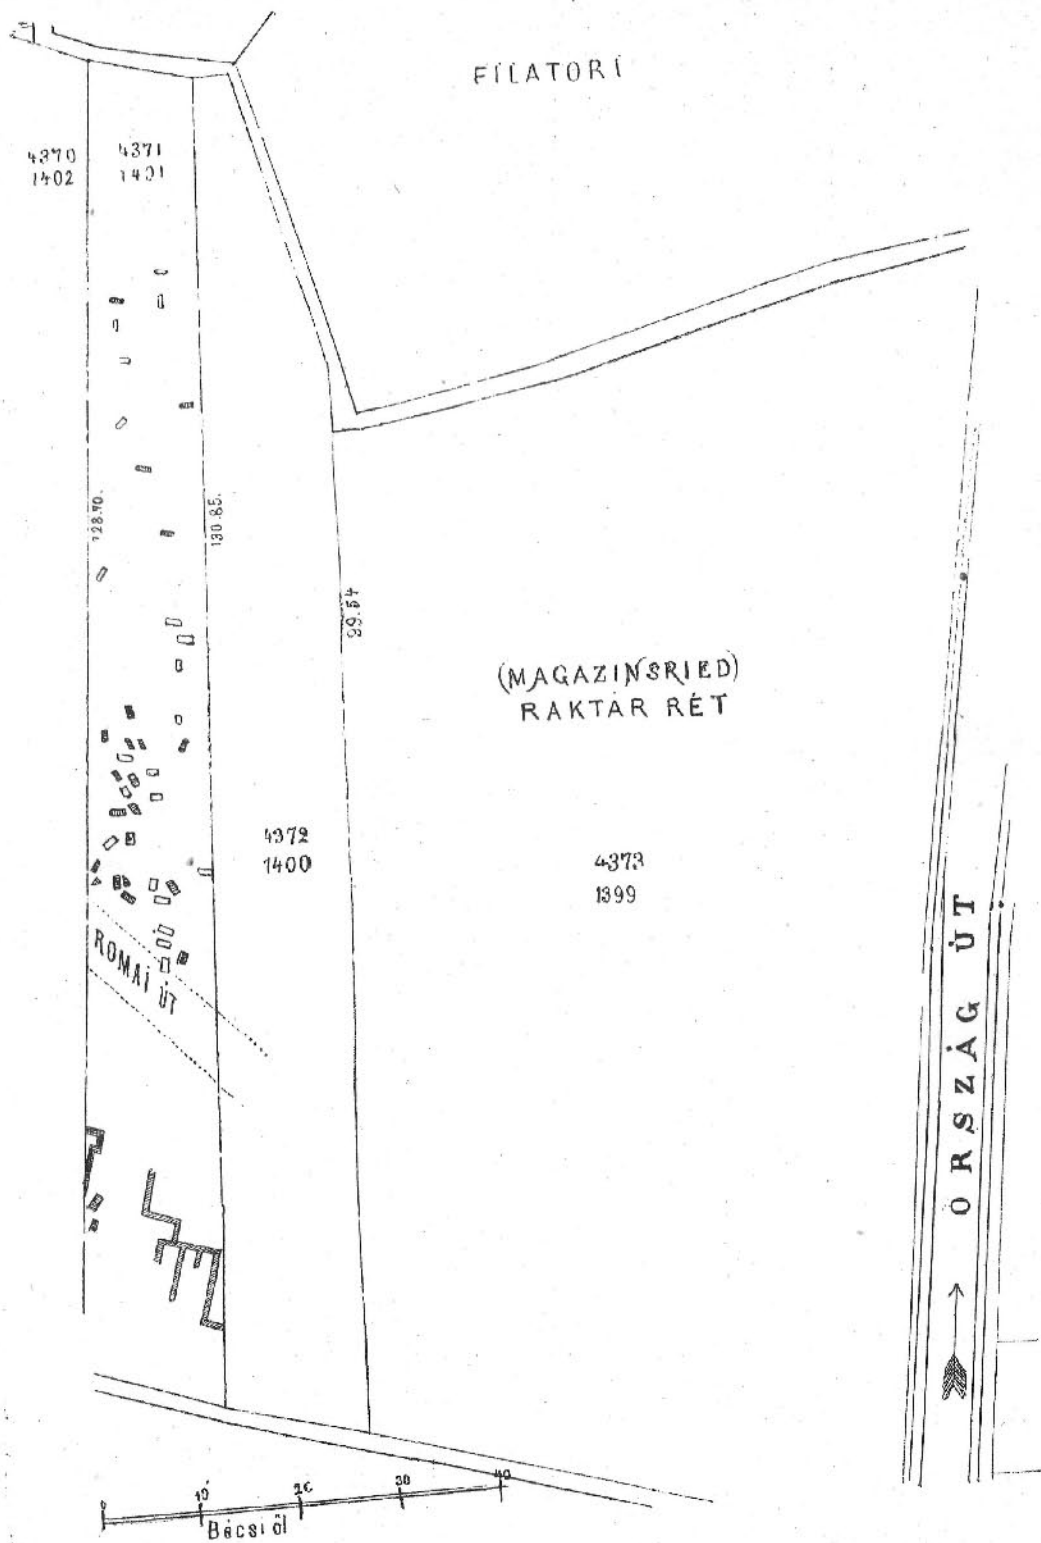 FILATORI
4370
1402
4371
1401
128.70.
130.85.
99.54
(MAGAZINSRIED)
RAKTÁR RÉT
4372
1400
4373
1399
ROMAI ÚT
ORSZÁG ÚT
0 10 20 30 40
Bécsi öl